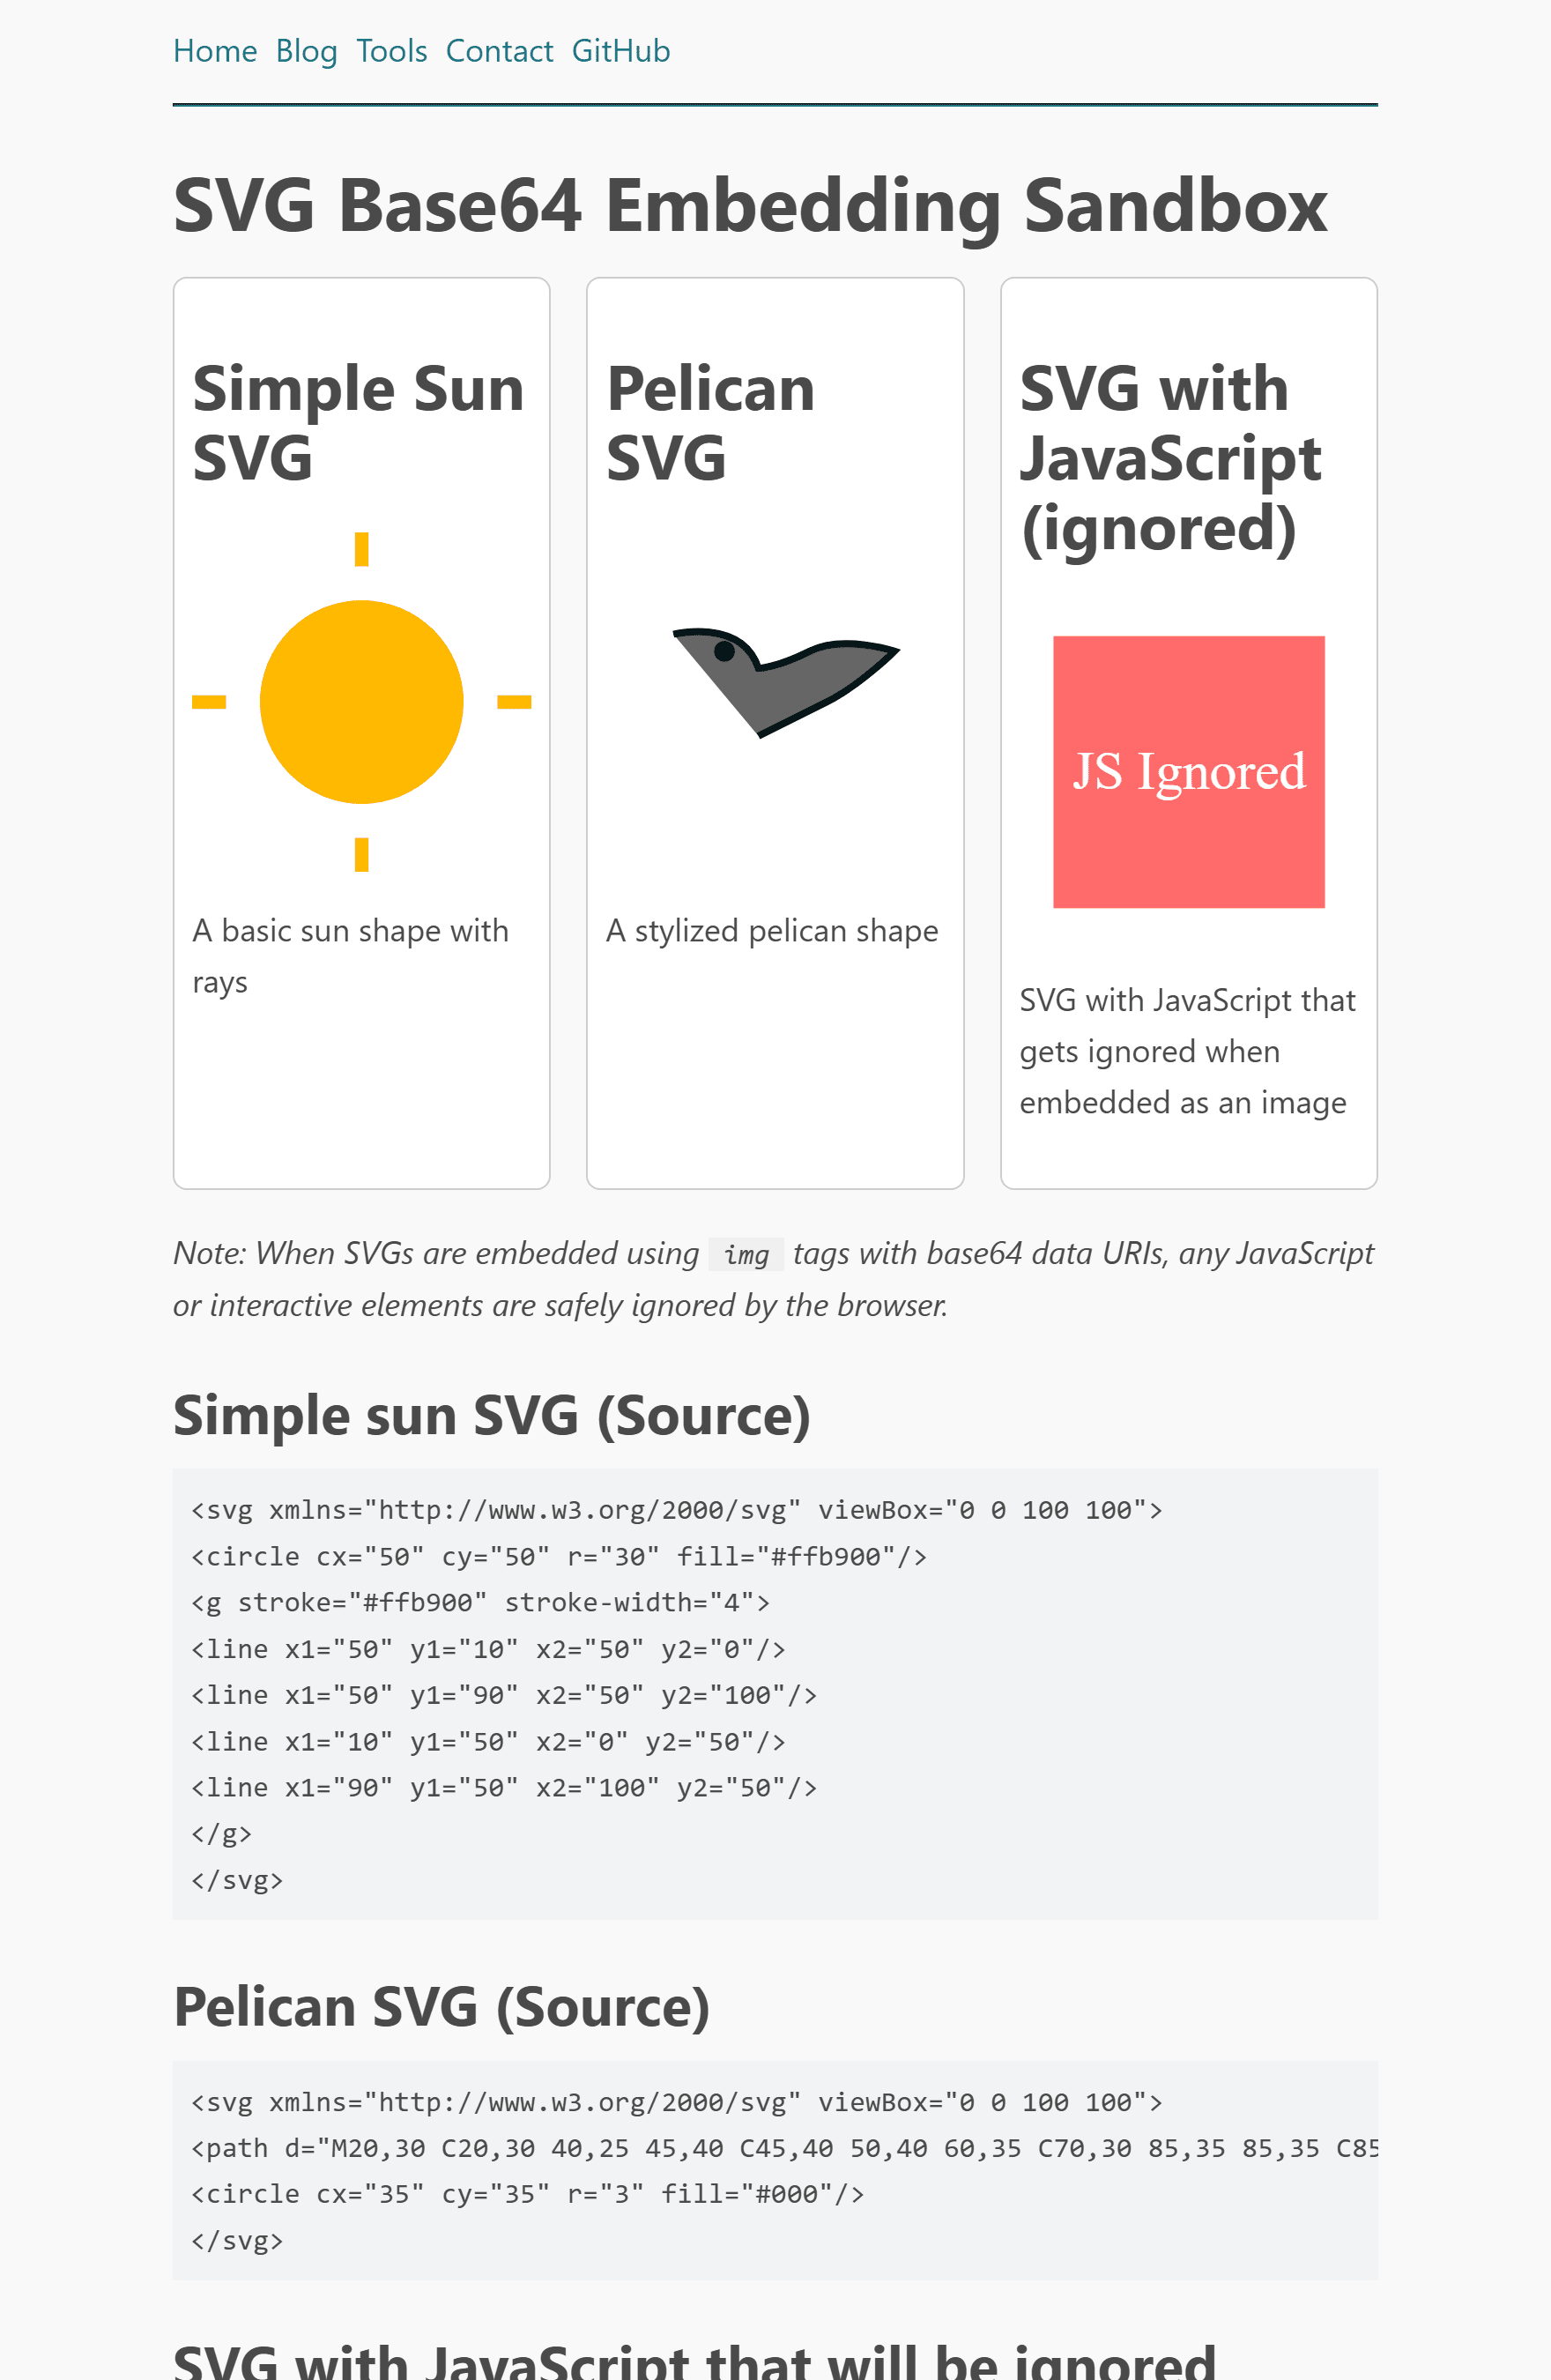 Home Blog Tools Contact GitHub
SVG Base64 Embedding Sandbox
Simple Sun
SVG
A basic sun shape with
rays
Pelican
SVG
A stylized pelican shape
SVG with
JavaScript
(ignored)
JS Ignored
SVG with JavaScript that
gets ignored when
embedded as an image
Note: When SVGs are embedded using img tags with base64 data URIs, any JavaScript
or interactive elements are safely ignored by the browser.
Simple sun SVG (Source)
<svg xmlns="http://www.w3.org/2000/svg" viewBox="0 0 100 100">
<circle cx="50" cy="50" r="30" fill="#ffb900"/>
<g stroke="#ffb900" stroke-width="4">
<line x1="50" y1="10" x2="50" y2="0"/>
<line x1="50" y1="90" x2="50" y2="100"/>
<line x1="10" y1="50" x2="0" y2="50"/>
<line x1="90" y1="50" x2="100" y2="50"/>
</g>
</svg>
Pelican SVG (Source)
<svg xmlns="http://www.w3.org/2000/svg" viewBox="0 0 100 100">
<path d="M20,30 C20,30 40,25 45,40 C45,40 50,40 60,35 C70,30 85,35 85,35 C85
<circle cx="35" cy="35" r="3" fill="#000"/>
</svg>
SVG with JavaScript that will be ignored